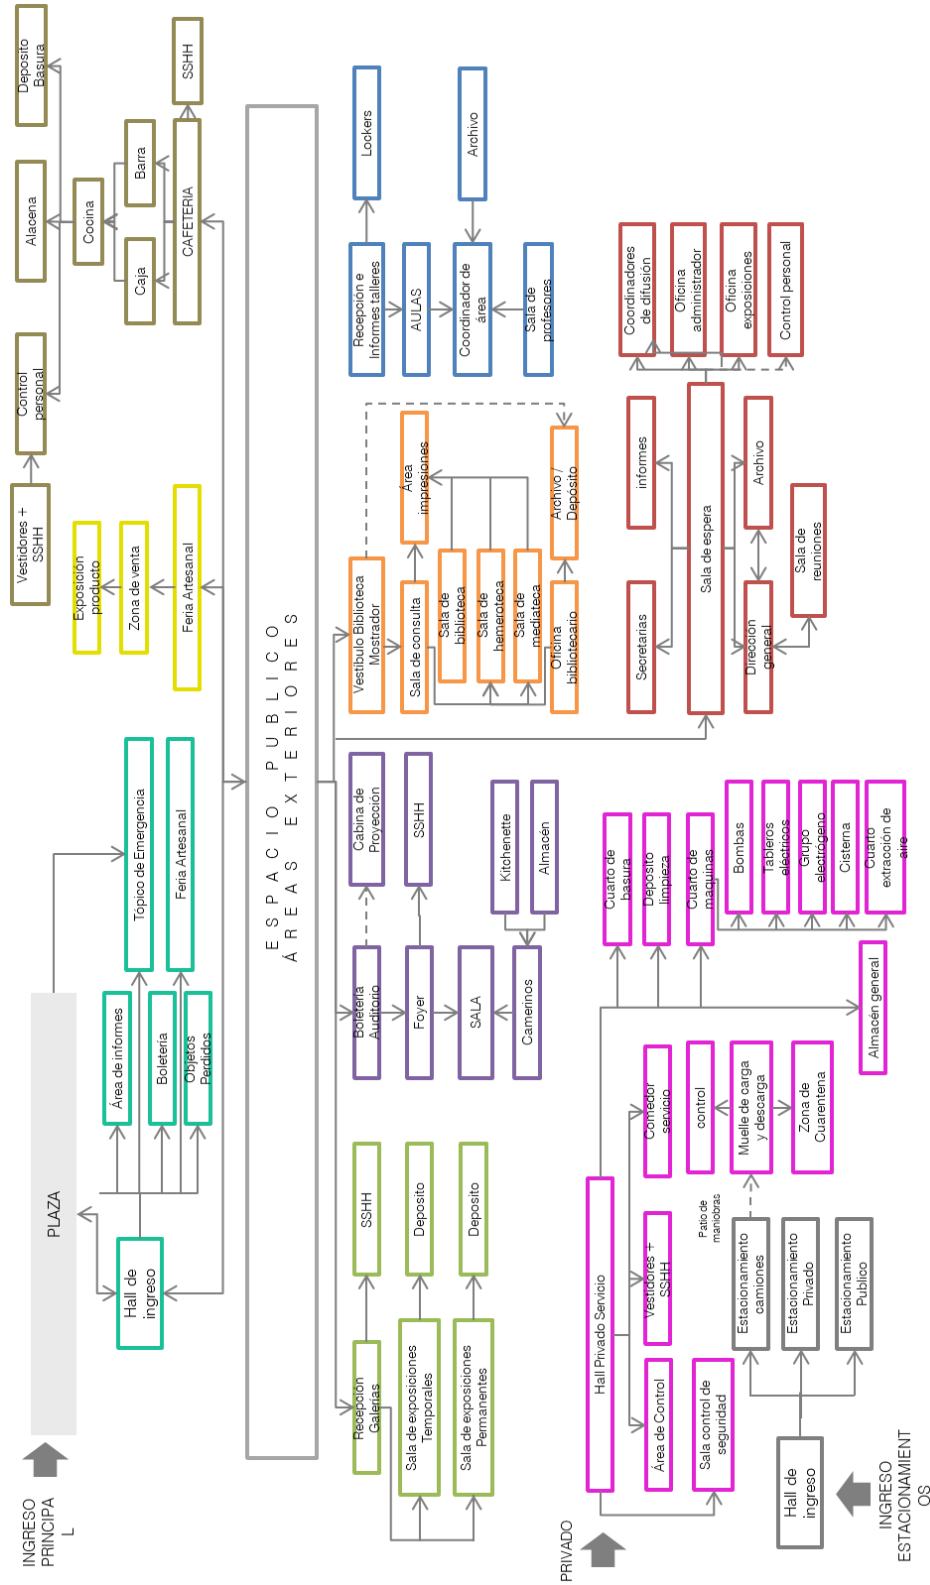 INGRESO
PRINCIPA
L
PLAZA
Hall de
ingreso
Área de informes
Boletería
Objetos
Perdidos
Tópico de Emergencia
Feria Artesanal
Vestidores +
SSHH
Control
personal
Alacena
Deposito
Basura
Cocina
Caja
Barra
CAFETERIA
SSHH
Exposición
producto
Zona de venta
Feria Artesanal
ESPACIO PUBLICO
ÁREAS EXTERIORES
Recepción
Galerías
SSHH
Sala de exposiciones
Temporales
Deposito
Sala de exposiciones
Permanentes
Deposito
Boletería
Auditorio
Cabina de
Proyección
Foyer
SSHH
SALA
Camerinos
Kitchenette
Almacén
Vestíbulo Biblioteca
Mostrador
Sala de consulta
Área
impresiones
Sala de
biblioteca
Sala de
hemeroteca
Sala de
mediateca
Oficina
bibliotecario
Archivo /
Depósito
Recepción e
Informes talleres
Lockers
AULAS
Coordinador de
área
Archivo
Sala de
profesores
Secretarias
informes
Sala de espera
Dirección
general
Archivo
Sala de
reuniones
Coordinadores
de difusión
Oficina
administrador
Oficina
exposiciones
Control personal
PRIVADO
Hall Privado Servicio
Área de Control
Vestidores +
SSHH
Comedor
servicio
Sala control de
seguridad
control
Muelle de carga
y descarga
Zona de
Cuarentena
Patio de
maniobras
Cuarto de
basura
Deposito
limpieza
Cuarto de
maquinas
Bombas
Tableros
eléctricos
Grupo
electrógeno
Cisterna
Cuarto
extracción de
aire
Almacén general
INGRESO
ESTACIONAMIENT
OS
Hall de
ingreso
Estacionamiento
camiones
Estacionamiento
Privado
Estacionamiento
Publico